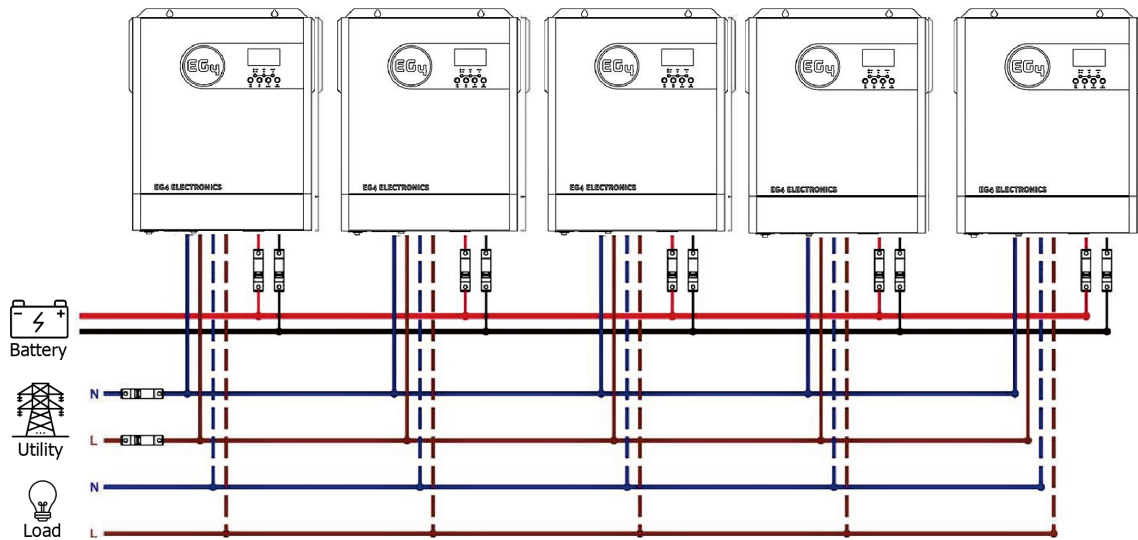 EG4 EG4 EG4 EG4 EG4
EG4 ELECTRONICS EG4 ELECTRONICS EG4 ELECTRONICS EG4 ELECTRONICS EG4 ELECTRONICS
Battery
N
Utility
L
N
Load
L